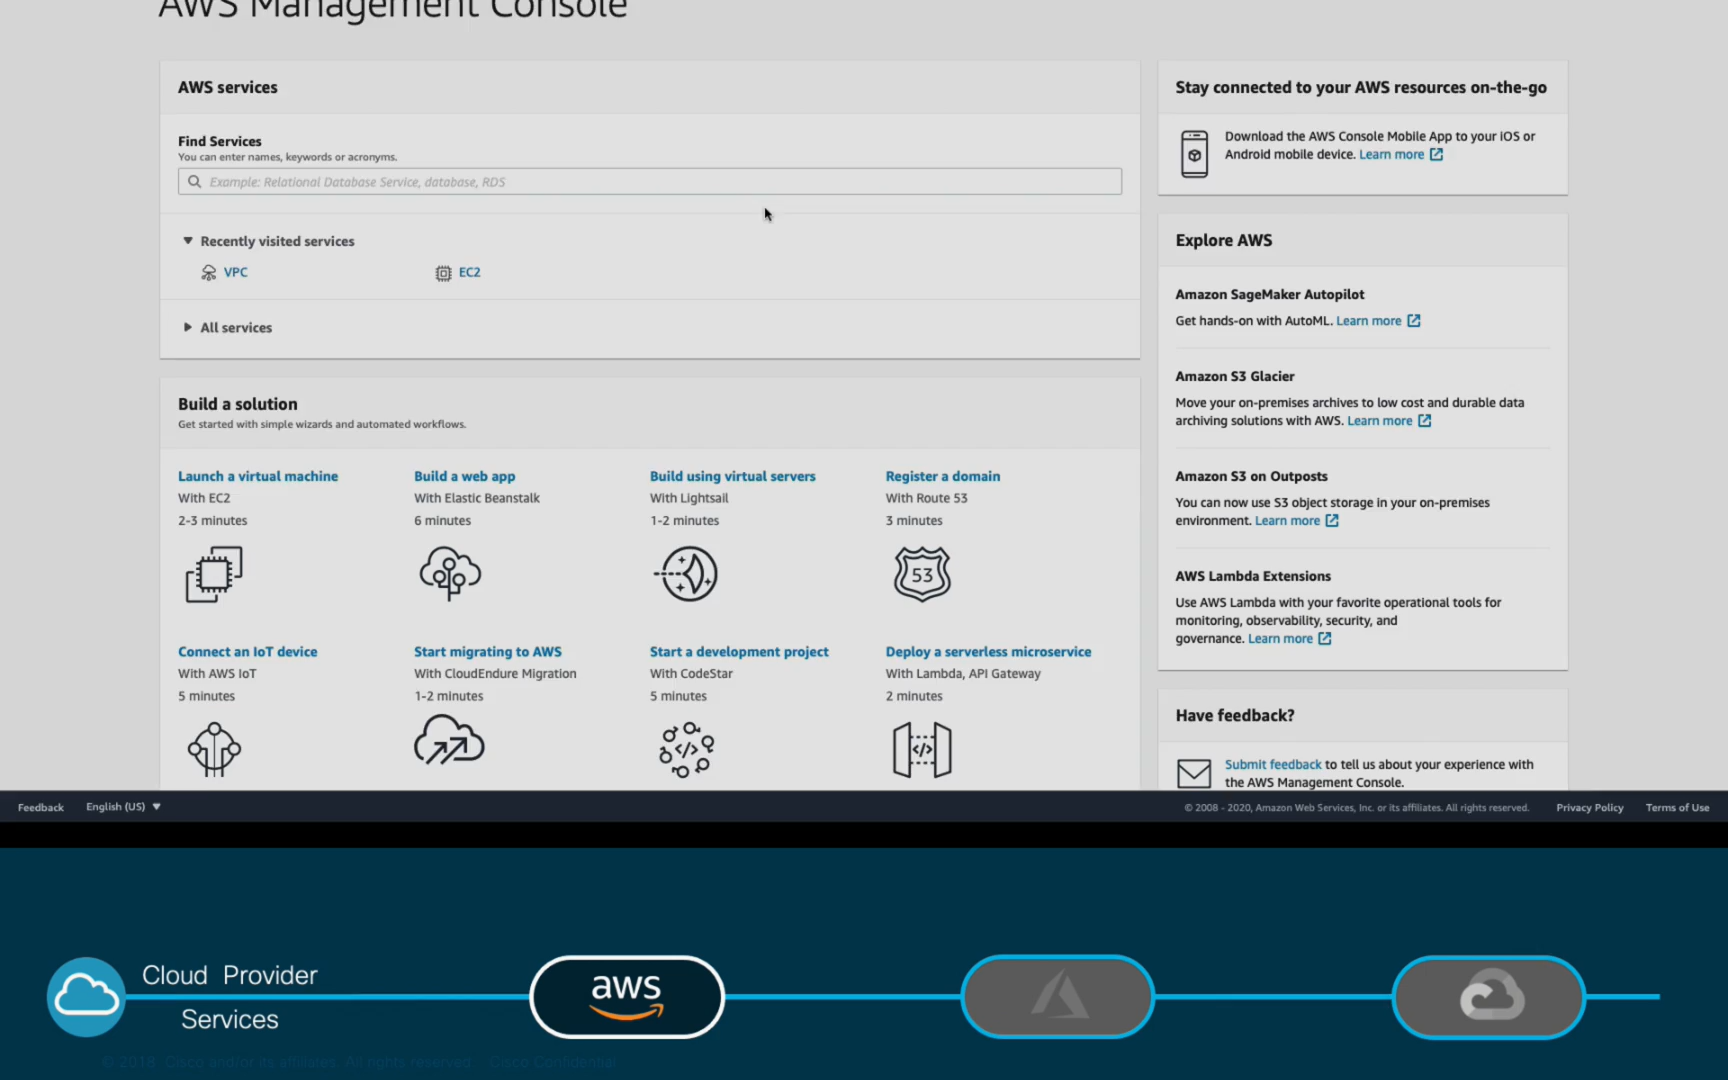 AWS Management Console
AWS services
Find Services
You can enter names, keywords or acronyms.
Example: Relational Database Service, database, RDS
Recently visited services
VPC
EC2
All services
Build a solution
Get started with simple wizards and automated workflows.
Launch a virtual machine
With EC2
2-3 minutes
Build a web app
With Elastic Beanstalk
6 minutes
Build using virtual servers
With Lightsail
1-2 minutes
Register a domain
With Route 53
3 minutes
53
Connect an IoT device
With AWS IoT
5 minutes
Start migrating to AWS
With CloudEndure Migration
1-2 minutes
Start a development project
With CodeStar
5 minutes
</>
Deploy a serverless microservice
With Lambda, API Gateway
2 minutes
</>
Stay connected to your AWS resources on-the-go
Download the AWS Console Mobile App to your iOS or
Android mobile device. Learn more
Explore AWS
Amazon SageMaker Autopilot
Get hands-on with AutoML. Learn more
Amazon S3 Glacier
Move your on-premises archives to low cost and durable data
archiving solutions with AWS. Learn more
Amazon S3 on Outposts
You can now use S3 object storage in your on-premises
environment. Learn more
AWS Lambda Extensions
Use AWS Lambda with your favorite operational tools for
monitoring, observability, security, and
governance. Learn more
Have feedback?
Submit feedback to tell us about your experience with
the AWS Management Console.
Feedback English (US)
© 2008 - 2020, Amazon Web Services, Inc. or its affiliates. All rights reserved. Privacy Policy Terms of Use
Cloud Provider
Services
aws
© 2018 Cisco and/or its affiliates. All rights reserved. Cisco Confidential